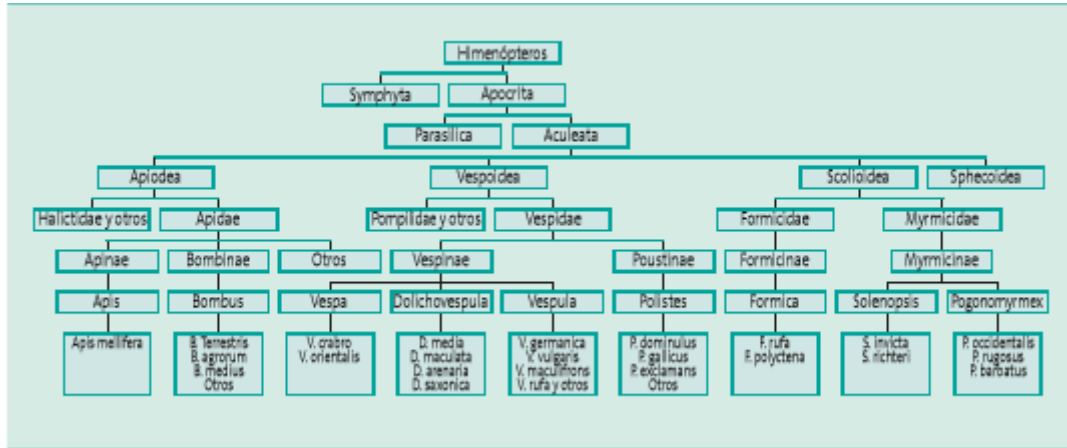 Himenópteros
Symphyta
Apocrita
Parasilica
Aculeata
Apiodea
Vespoidea
Scolioidea
Sphecoidea
Halictidae y otros
Apidae
Pompilidae y otros
Vespidae
Formicidae
Myrmicidae
Apinae
Bombinae
Otros
Vespinae
Poustinae
Formicinae
Myrmicinae
Apis
Bombus
Vespa
Dolichovespula
Vespula
Polistes
Formica
Solenopsis
Pogonomyrmex
Apis mellifera
B. Terrestris
B. agrorum
B. medius
Otros
V. crabro
V. orientalis
D. media
D. maculata
D. arenaria
D. saxonica
V. germanica
V. vulgaris
V. maculifrons
V. rufa y otros
P. dominulus
P. gallicus
P. exclamans
Otros
F. rufa
F. polyctena
S. invicta
S. richteri
P. occidentalis
P. rugosus
P. barbatus